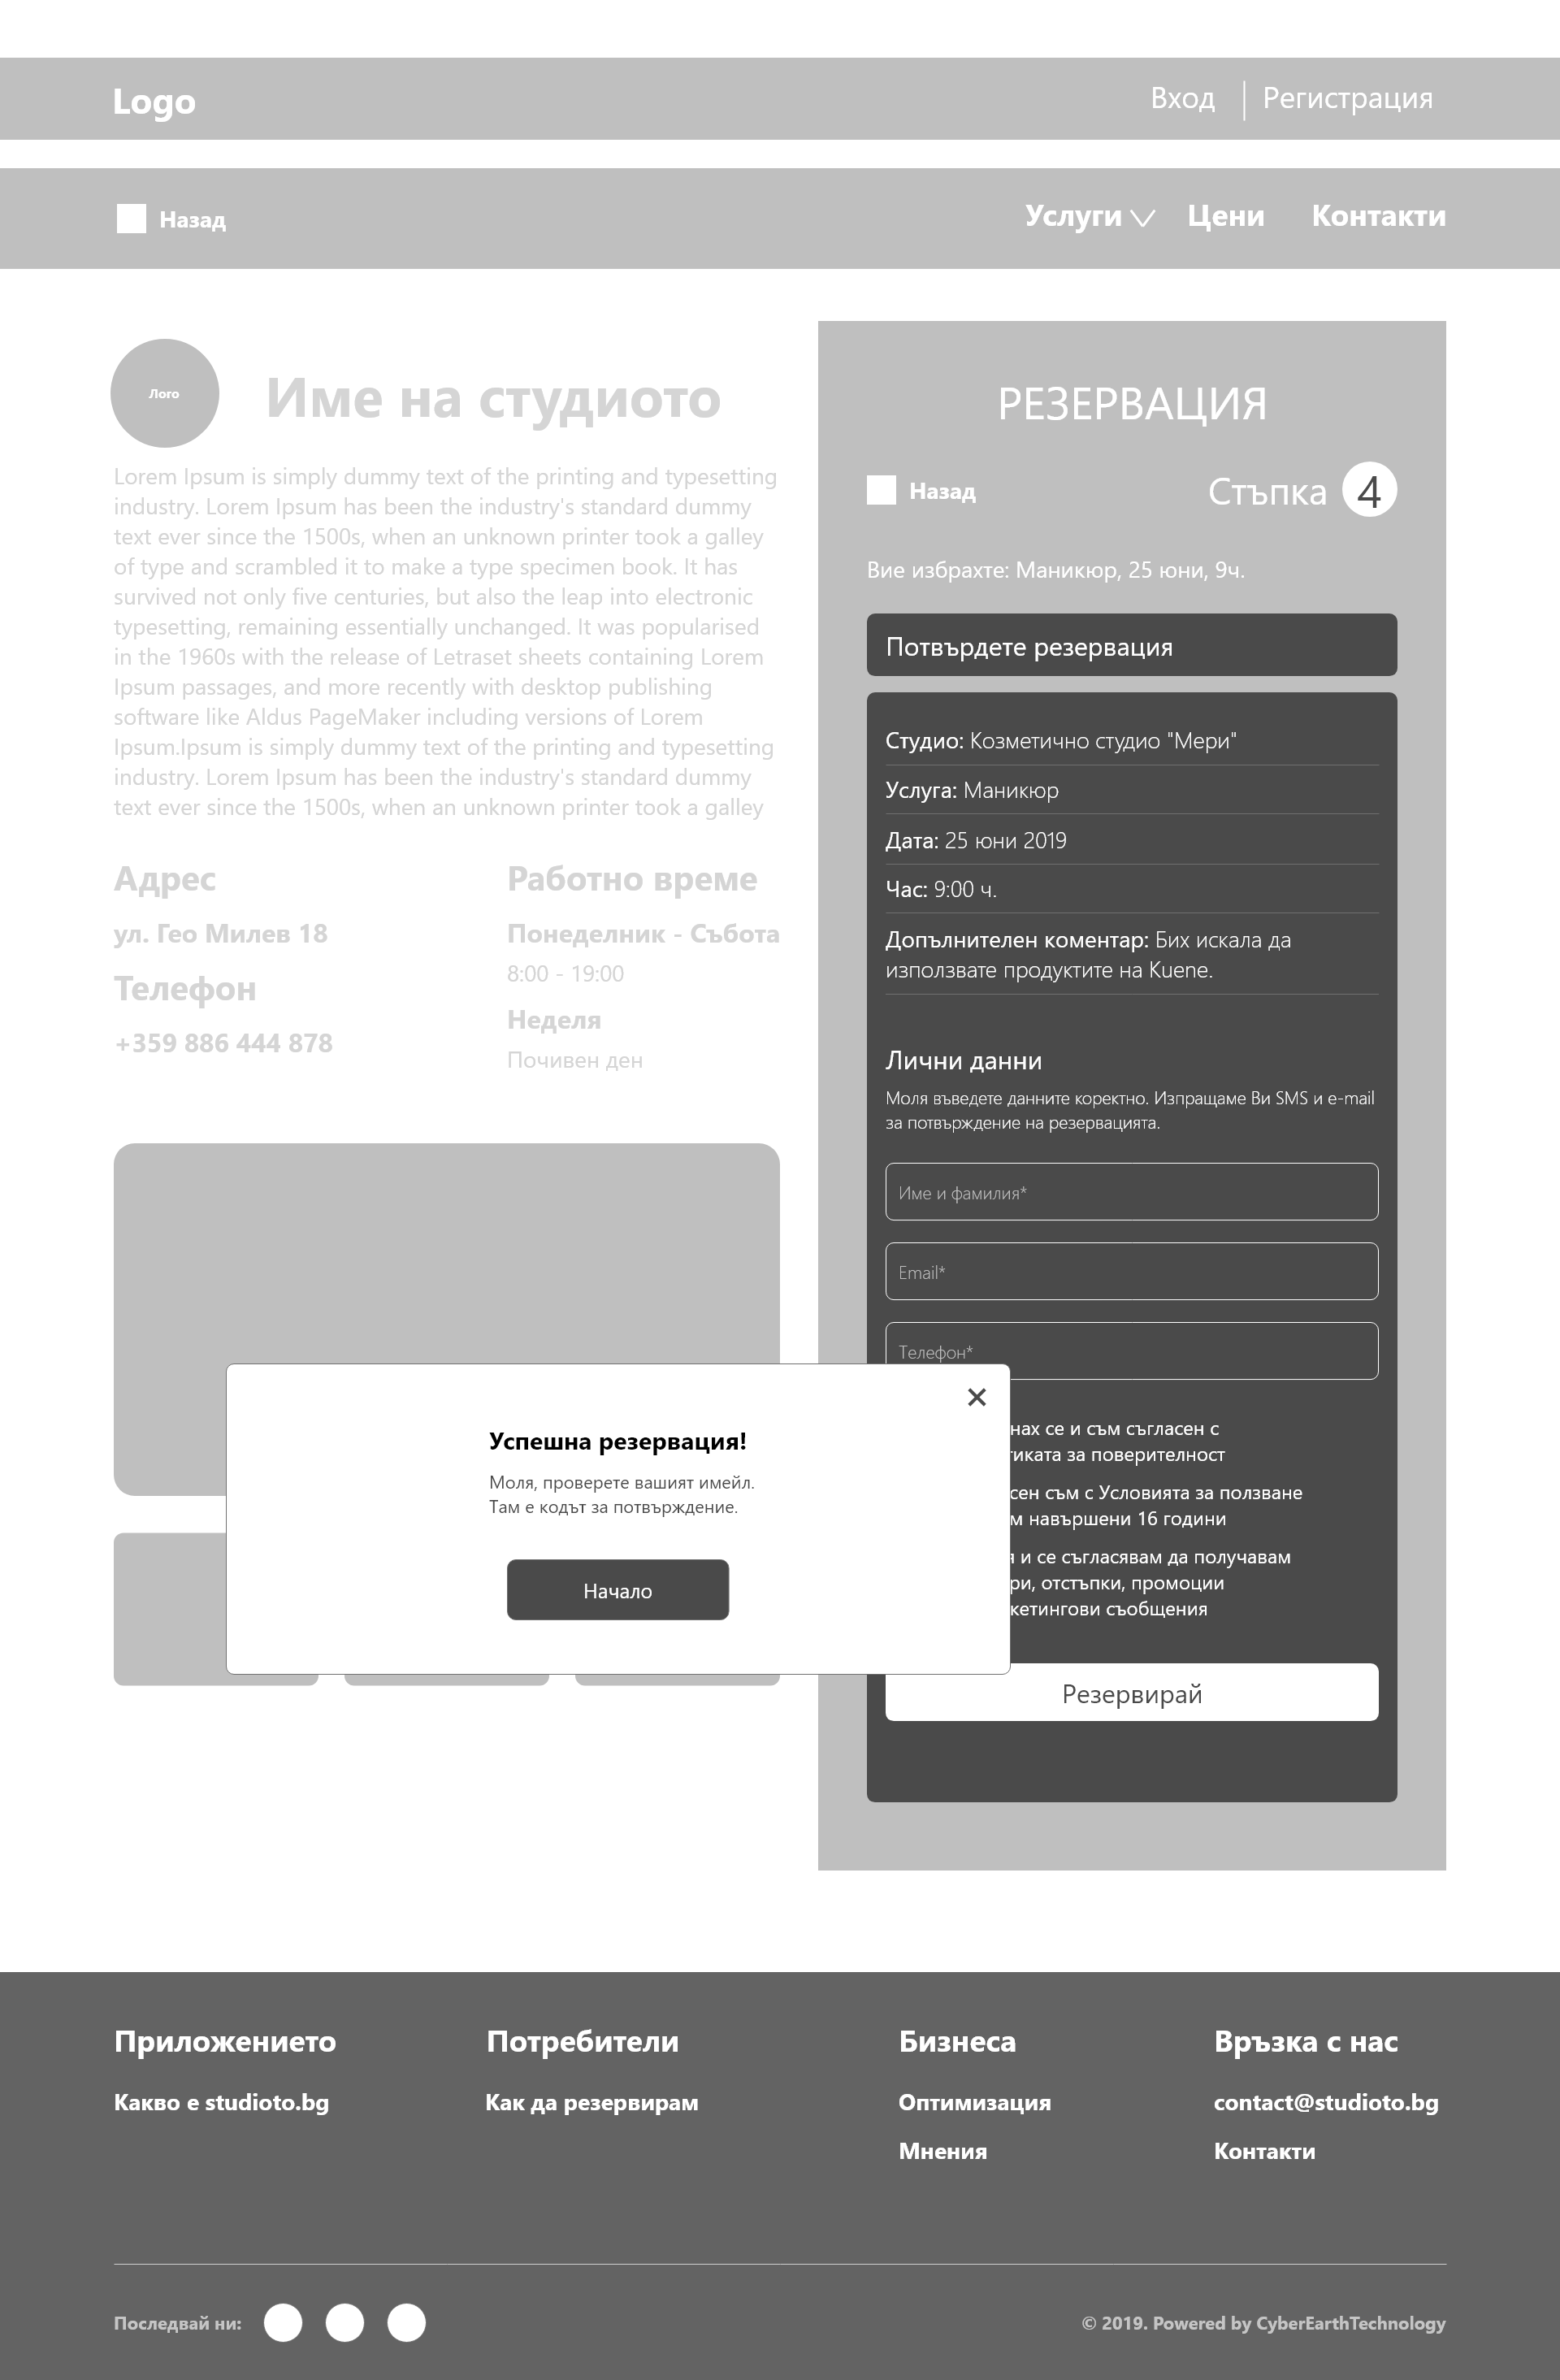 Logo
Вход
Регистрация
Назад
Услуги
Цени
Контакти
Лого
Име на студиото
Lorem Ipsum is simply dummy text of the printing and typesetting
industry. Lorem Ipsum has been the industry's standard dummy
text ever since the 1500s, when an unknown printer took a galley
of type and scrambled it to make a type specimen book. It has
survived not only five centuries, but also the leap into electronic
typesetting, remaining essentially unchanged. It was popularised
in the 1960s with the release of Letraset sheets containing Lorem
Ipsum passages, and more recently with desktop publishing
software like Aldus PageMaker including versions of Lorem
Ipsum.Ipsum is simply dummy text of the printing and typesetting
industry. Lorem Ipsum has been the industry's standard dummy
text ever since the 1500s, when an unknown printer took a galley
Адрес
ул. Гео Милев 18
Телефон
+359 886 444 878
Работно време
Понеделник - Събота
8:00 - 19:00
Неделя
Почивен ден
РЕЗЕРВАЦИЯ
Назад
Стъпка 4
Вие избрахте: Маникюр, 25 юни, 9ч.
Потвърдете резервация
Студио: Козметично студио "Мери"
Услуга: Маникюр
Дата: 25 юни 2019
Час: 9:00 ч.
Допълнителен коментар: Бих искала да
използвате продуктите на Kuene.
Лични данни
Моля въведете данните коректно. Изпращаме Ви SMS и e-mail
за потвърждение на резервацията.
Име и фамилия*
Email*
Телефон*
се и съм съгласен с
за поверителност
съм с Условията за ползване
навършени 16 години
и се съгласявам да получавам
отстъпки, промоции
съобщения
Резервирай
Успешна резервация!
Моля, проверете вашият имейл.
Там е кодът за потвърждение.
Начало
Приложението
Какво е studioto.bg
Потребители
Как да резервирам
Бизнеса
Оптимизация
Мнения
Връзка с нас
contact@studioto.bg
Контакти
Последвай ни:
© 2019. Powered by CyberEarthTechnology